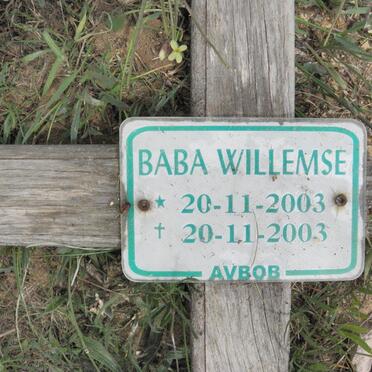 BABA WILLEMSE
★ 20-11-2003
† 20-11-2003
AVBOB